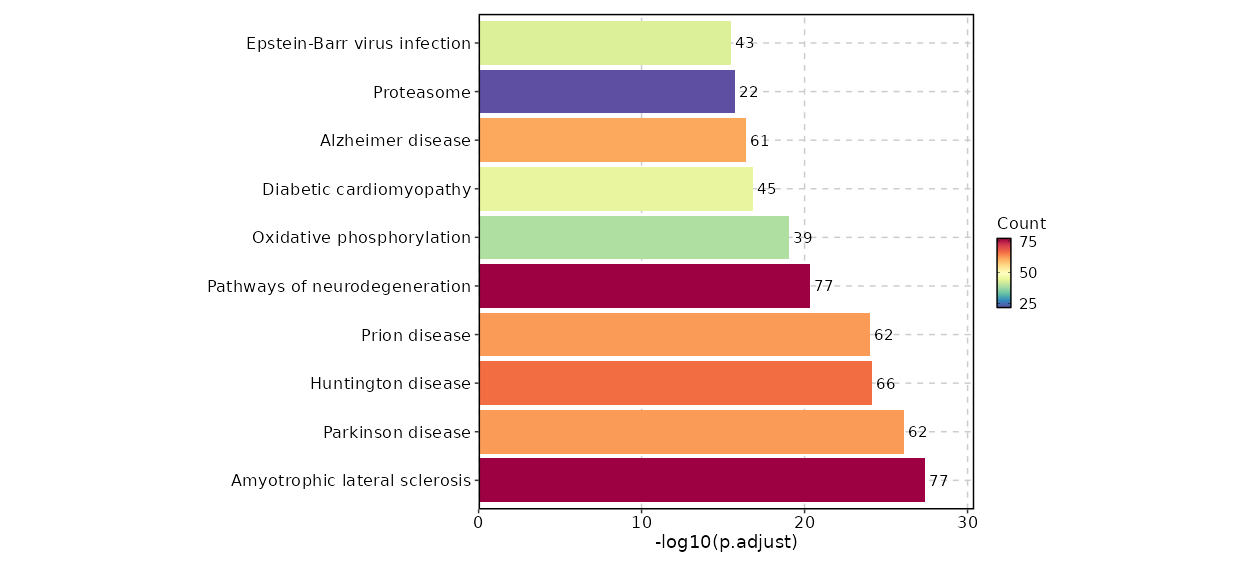 Epstein-Barr virus infection 43
Proteasome 22
Alzheimer disease 61
Diabetic cardiomyopathy 45
Oxidative phosphorylation 39
Pathways of neurodegeneration 77
Prion disease 62
Huntington disease 66
Parkinson disease 62
Amyotrophic lateral sclerosis 77
0 10 20 30
-log10(p.adjust)
Count
75
50
25